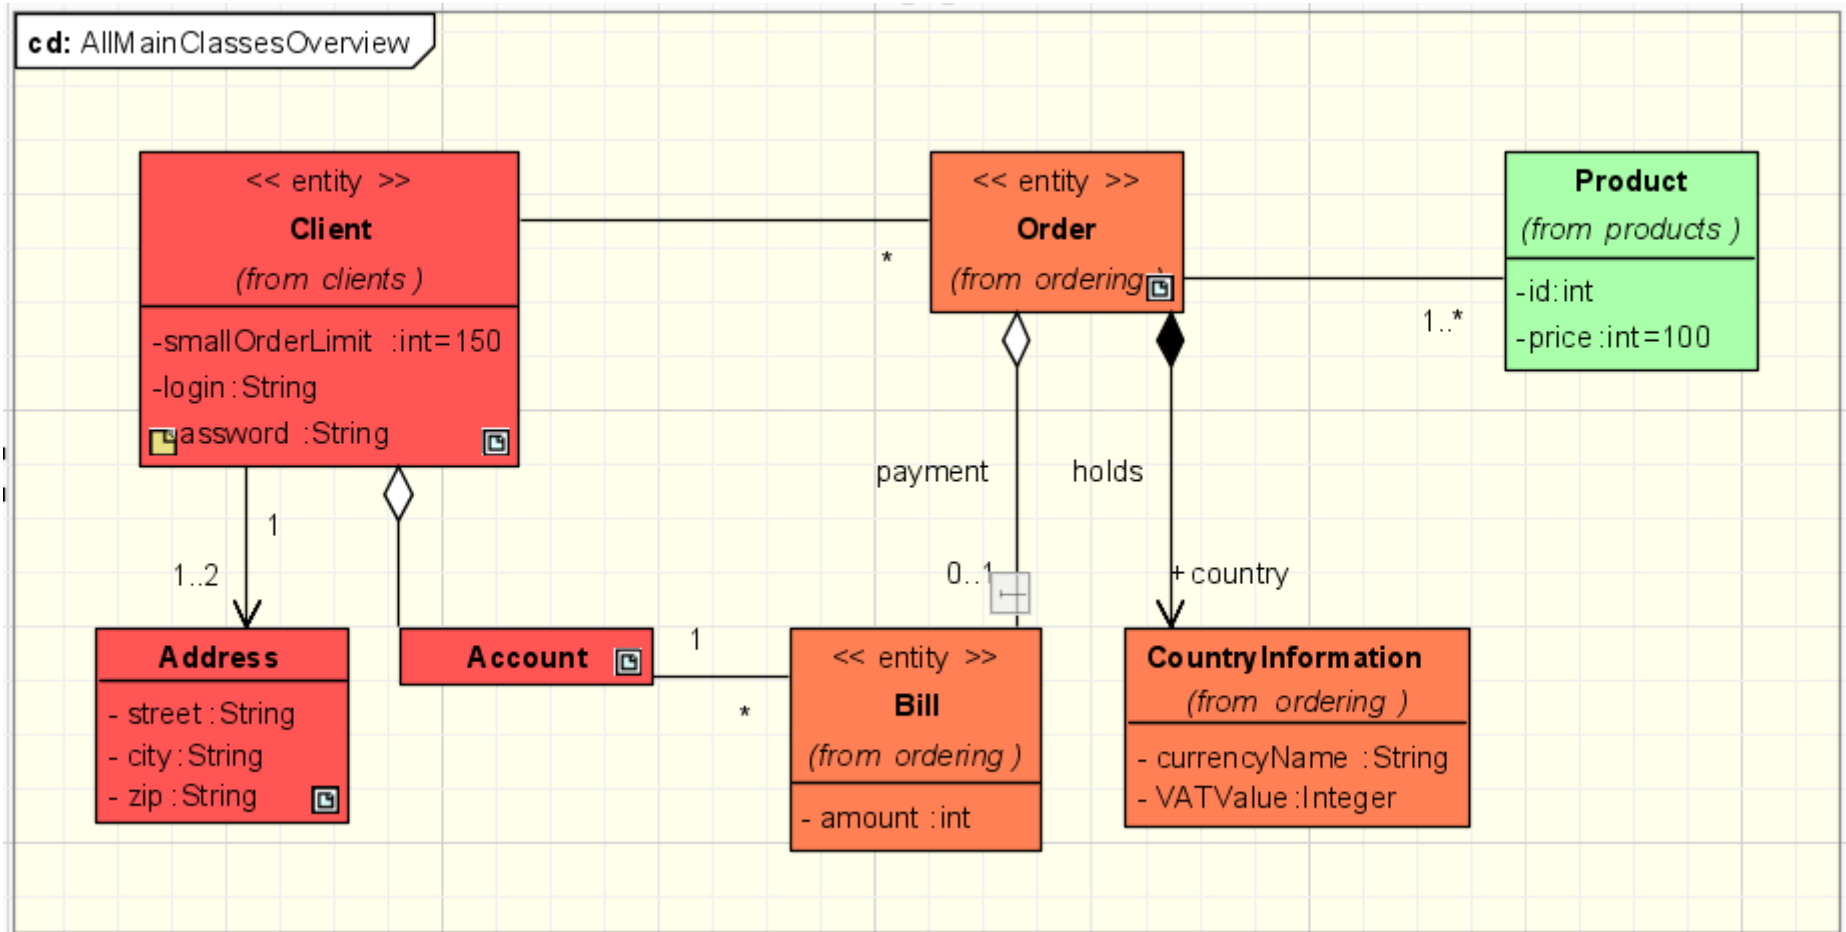 cd: AllMainClassesOverview
<< entity >>
Client
(from clients )
-smallOrderLimit :int=150
-login:String
assword :String
<< entity >>
Order
(from ordering )
Product
(from products )
-id:int
-price:int=100
*
1..*
payment
holds
1
1..2
0..1
+ country
Address
- street:String
- city:String
- zip:String
Account
1
*
<< entity >>
Bill
(from ordering )
- amount :int
CountryInformation
(from ordering )
- currencyName :String
- VATValue:Integer